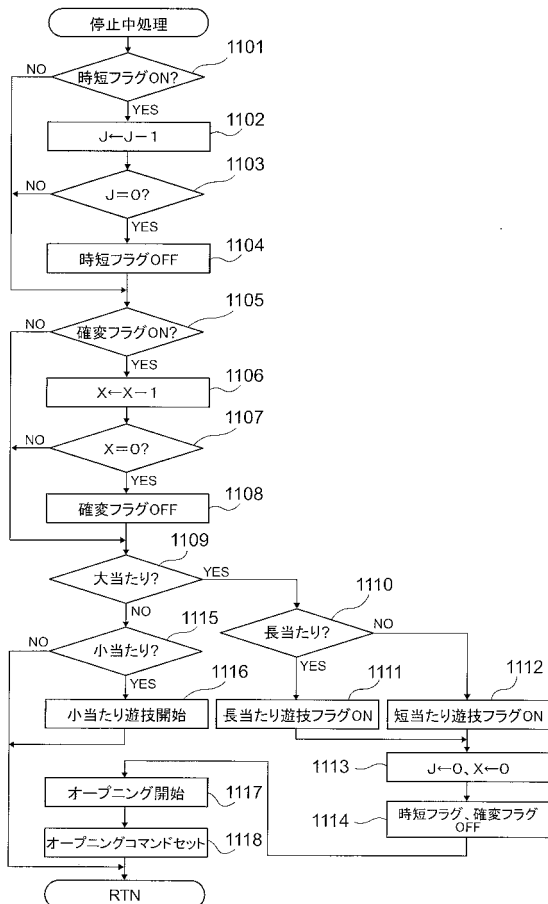 停止中処理
1101
NO
時短フラグON?
YES
1102
J←J－1
1103
NO
J=0?
YES
1104
時短フラグOFF
1105
NO
確変フラグON?
YES
1106
X←X－1
1107
NO
X=0?
YES
1108
確変フラグOFF
1109
大当たり?
YES
NO
1110
長当たり?
NO
YES
1115
NO
小当たり?
YES
1116
小当たり遊技開始
1111
長当たり遊技フラグON
1112
短当たり遊技フラグON
1113
J←0、X←0
1114
時短フラグ、確変フラグ
OFF
オープニング開始
1117
オープニングコマンドセット
1118
RTN